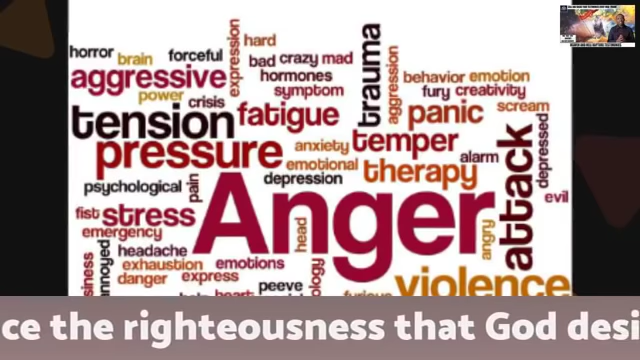 horror
brain
forceful
expression
hard
bad
crazy
mad
trauma
aggression
behavior
emotion
aggressive
hormones
fury
creativity
power
crisis
symptom
scream
tension
fatigue
panic
pressure
anxiety
temper
attack
depressed
emotional
therapy
alarm
psychological
pain
depression
evil
fist
stress
Anger
head
angry
emergency
annoyed
headache
exhaustion
emotions
danger
express
peeve
violence
ce the righteousness that God desi